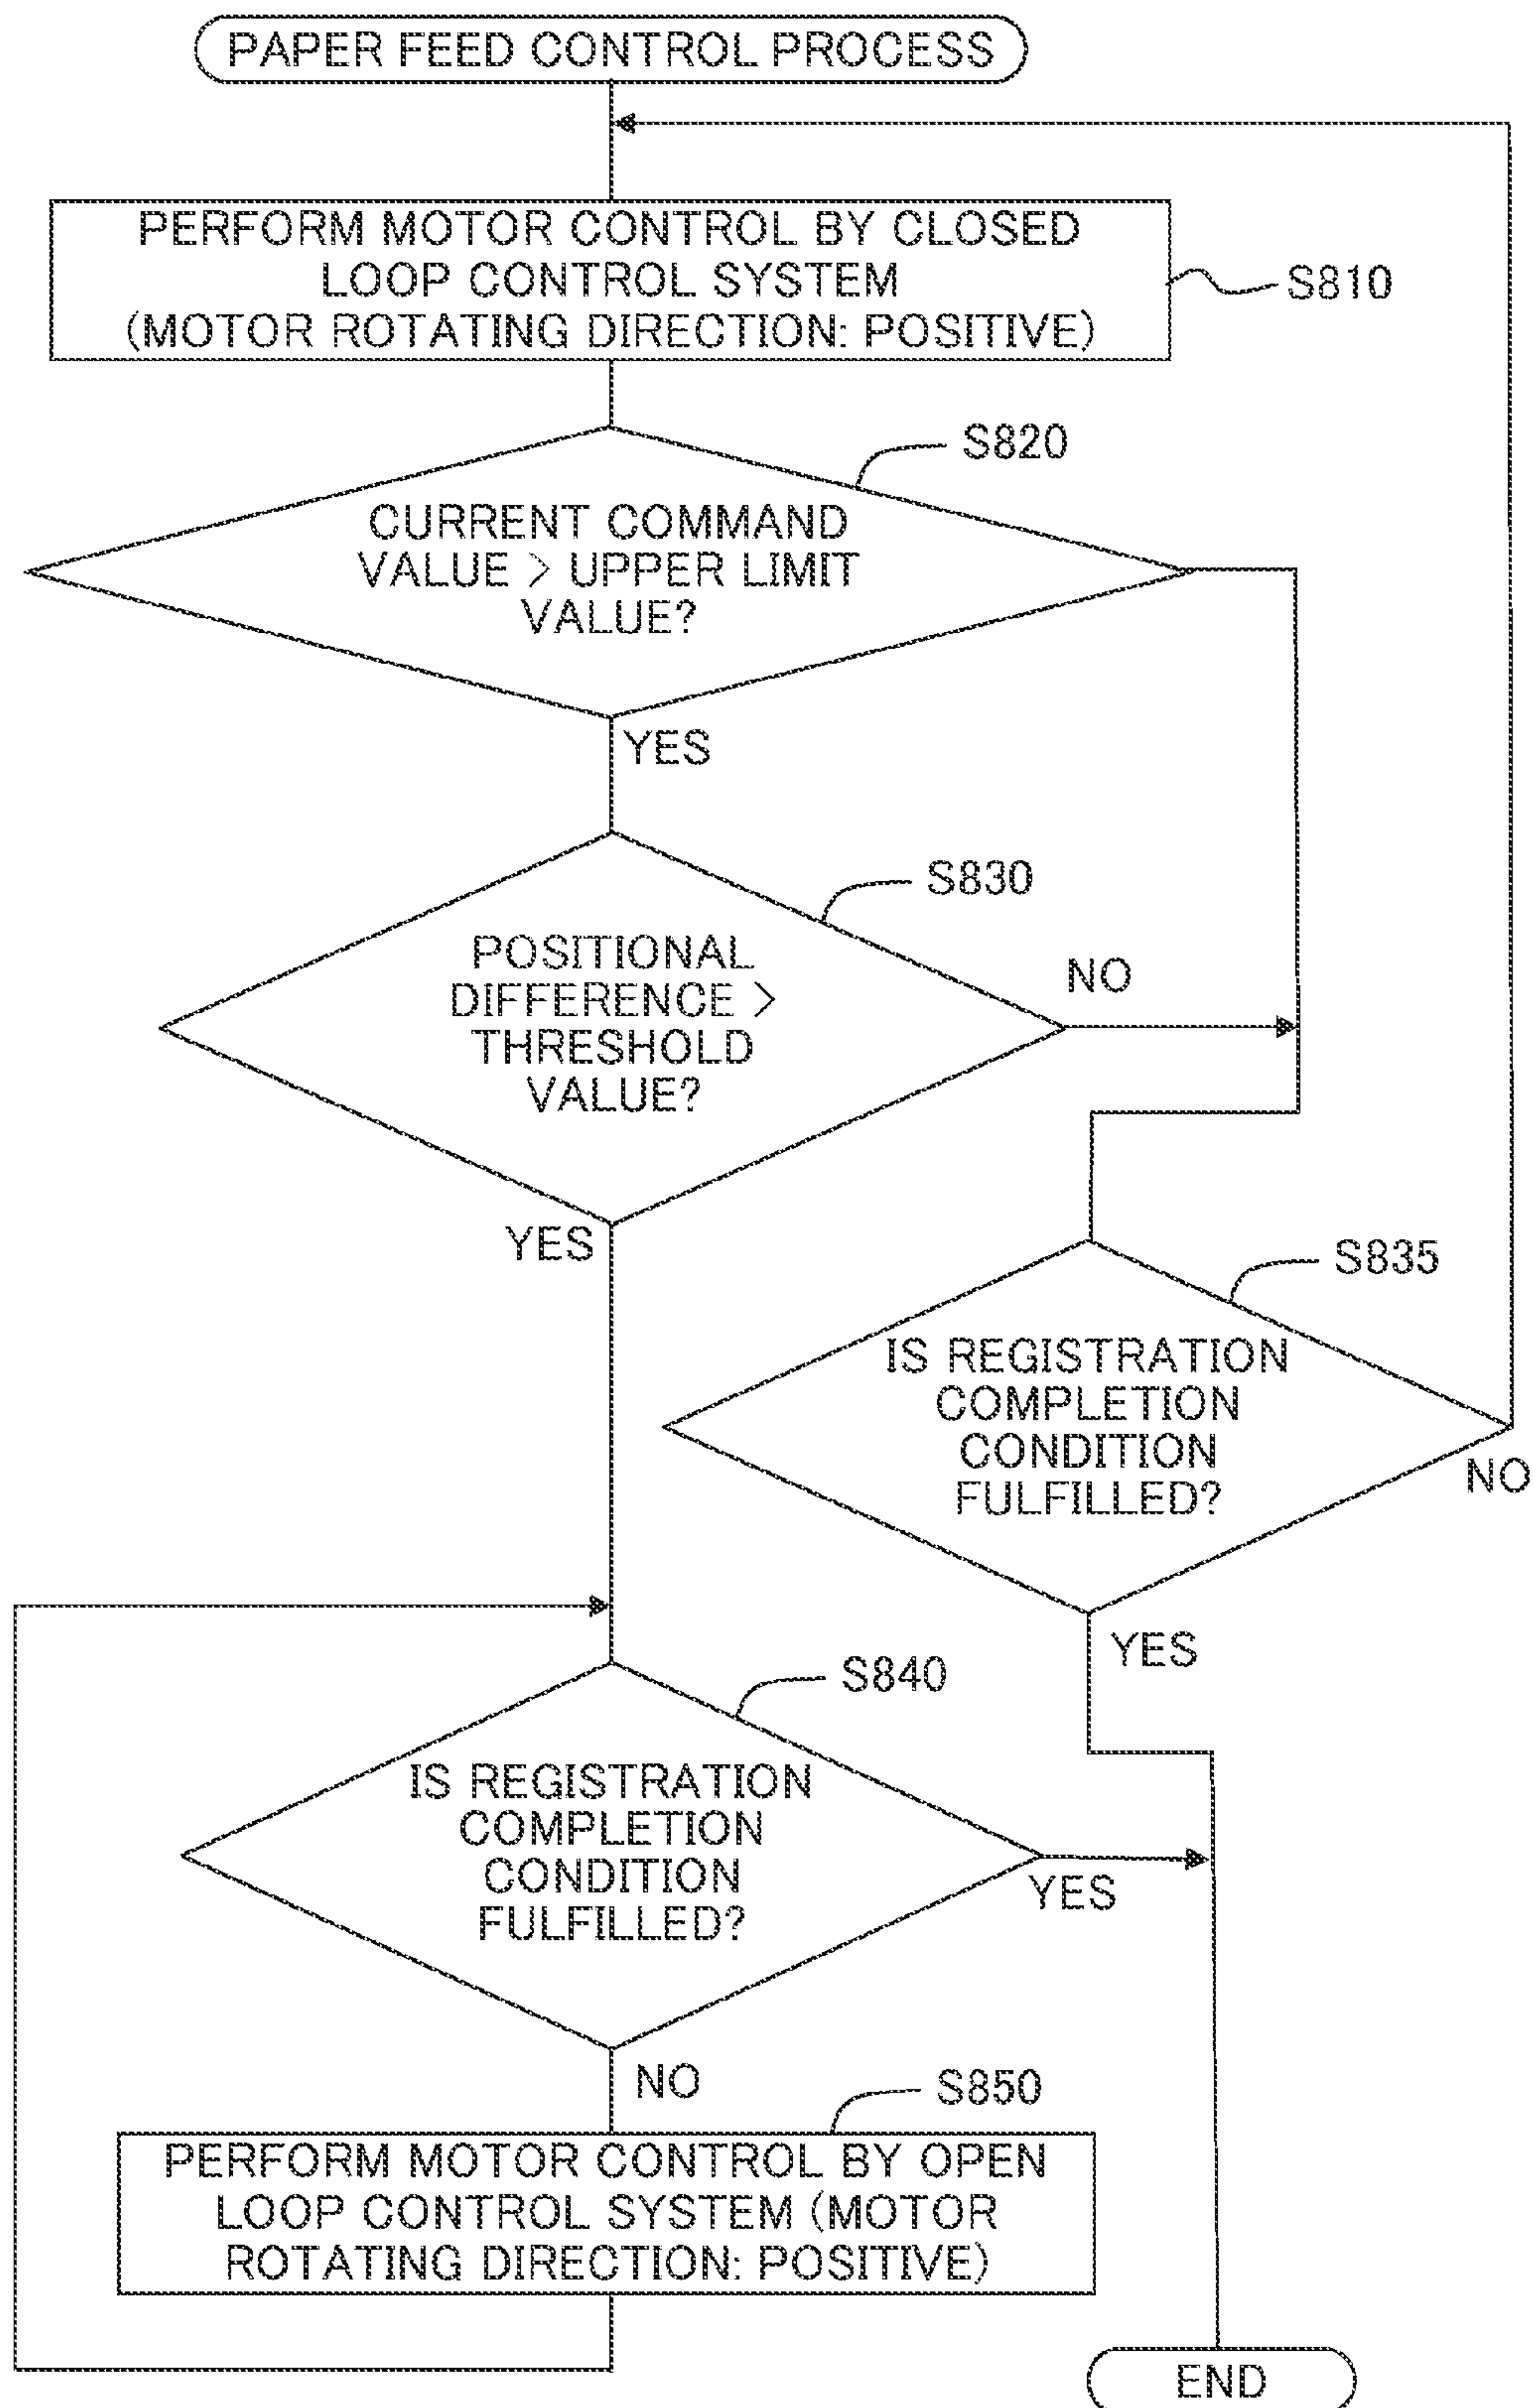 PAPER FEED CONTROL PROCESS
PERFORM MOTOR CONTROL BY CLOSED
LOOP CONTROL SYSTEM
(MOTOR ROTATING DIRECTION: POSITIVE)
S810
S820
CURRENT COMMAND
VALUE > UPPER LIMIT
VALUE?
YES
S830
POSITIONAL
DIFFERENCE >
THRESHOLD
VALUE?
NO
YES
S835
IS REGISTRATION
COMPLETION
CONDITION
FULFILLED?
NO
YES
S840
IS REGISTRATION
COMPLETION
CONDITION
FULFILLED?
YES
NO
S850
PERFORM MOTOR CONTROL BY OPEN
LOOP CONTROL SYSTEM (MOTOR
ROTATING DIRECTION: POSITIVE)
END